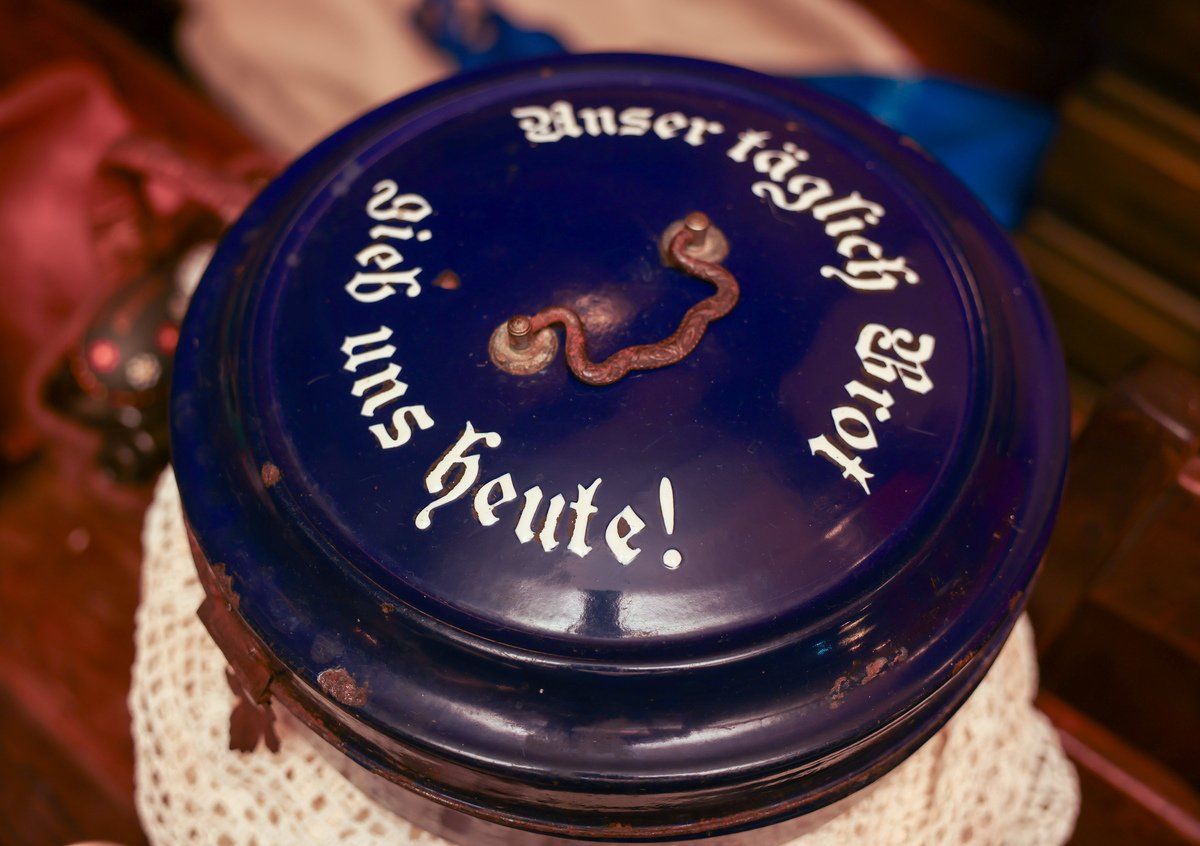 Unser täglich Brot
Gieb uns heute!